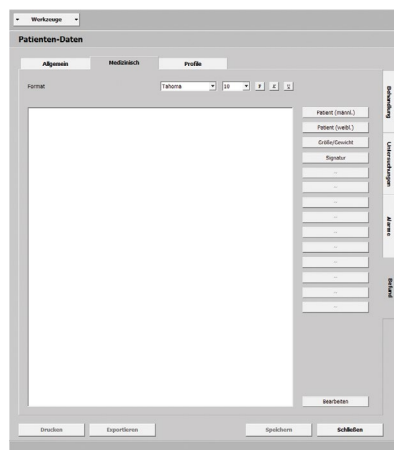 Werkzeuge
Patienten-Daten
Allgemein Medizinisch Profile
Format Tahoma 10 F K U
Patient (männl.)
Patient (weibl.)
Größe/Gewicht
Signatur
...
...
...
...
...
...
...
...
...
...
Bearbeiten
Drucken Exportieren Speichern Schließen
Behandlung
Untersuchungen
Alarme
Befund